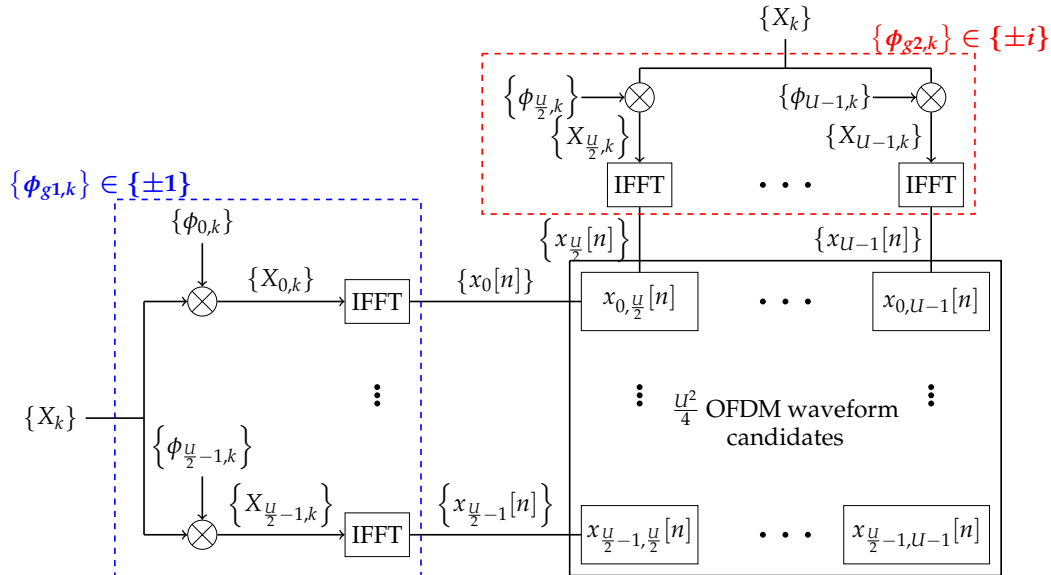 {X_k}
{ϕ_{g2,k}} ∈ {±i}
{ϕ_{U/2,k}}
{ϕ_{U−1,k}}
{X_{U/2,k}}
{X_{U−1,k}}
IFFT
· · ·
IFFT
{ϕ_{g1,k}} ∈ {±1}
{ϕ_{0,k}}
{x_{U/2}[n]}
{x_{U−1}[n]}
{X_{0,k}}
IFFT
{x_0[n]}
x_{0,U/2}[n]
· · ·
x_{0,U−1}[n]
{X_k}
U²/4 OFDM waveform
candidates
{ϕ_{U/2−1,k}}
{X_{U/2−1,k}}
IFFT
{x_{U/2−1}[n]}
x_{U/2−1,U/2}[n]
· · ·
x_{U/2−1,U−1}[n]